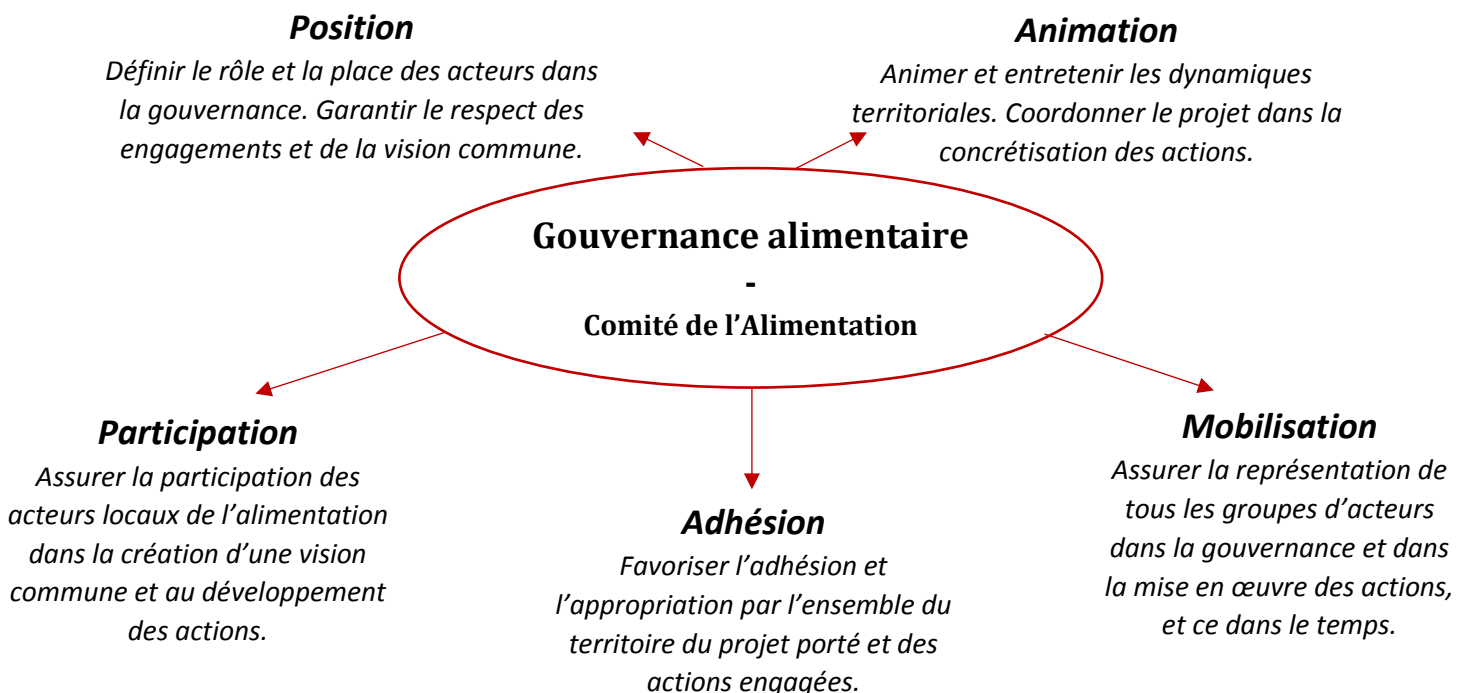 Position
Définir le rôle et la place des acteurs dans
la gouvernance. Garantir le respect des
engagements et de la vision commune.
Animation
Animer et entretenir les dynamiques
territoriales. Coordonner le projet dans la
concrétisation des actions.
Gouvernance alimentaire
-
Comité de l’Alimentation
Participation
Assurer la participation des
acteurs locaux de l’alimentation
dans la création d’une vision
commune et au développement
des actions.
Adhésion
Favoriser l’adhésion et
l’appropriation par l’ensemble du
territoire du projet porté et des
actions engagées.
Mobilisation
Assurer la représentation de
tous les groupes d’acteurs
dans la gouvernance et dans
la mise en œuvre des actions,
et ce dans le temps.